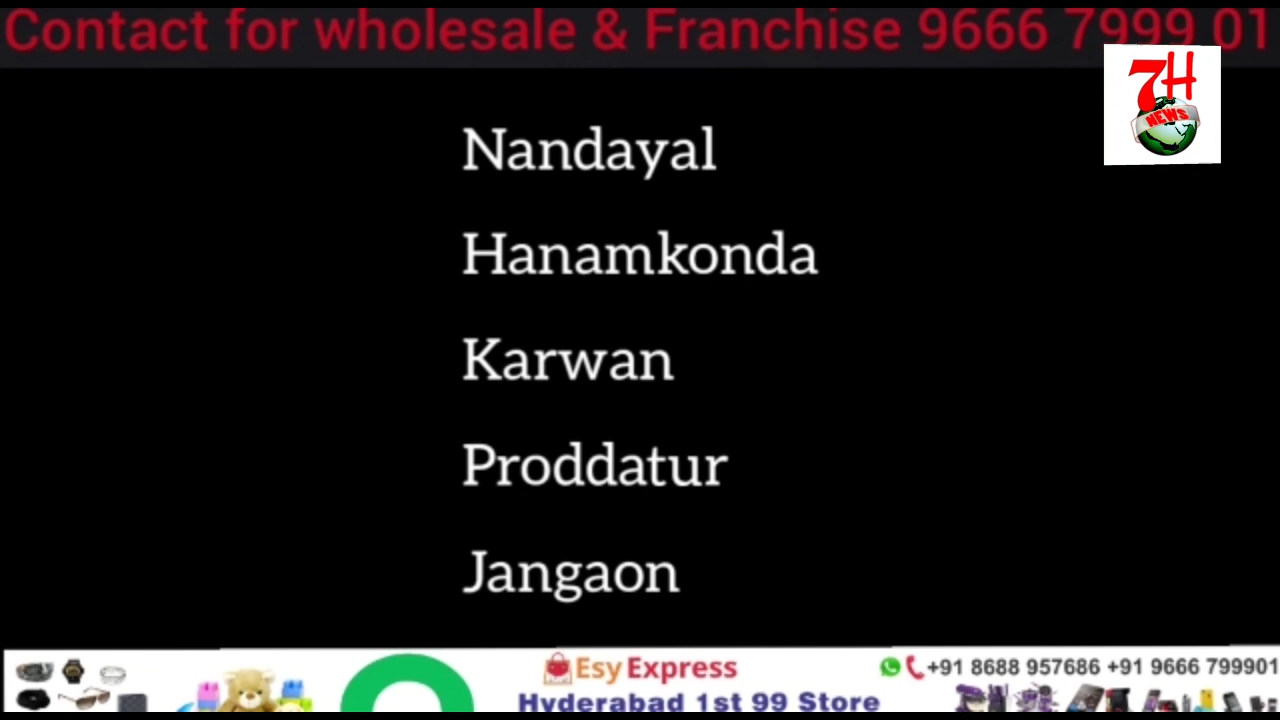 Contact for wholesale & Franchise 9666 7999 01
7H
NEWS
Nandayal
Hanamkonda
Karwan
Proddatur
Jangaon
Esy Express
+91 8688 957686 +91 9666 799901
Hyderabad 1st 99 Store